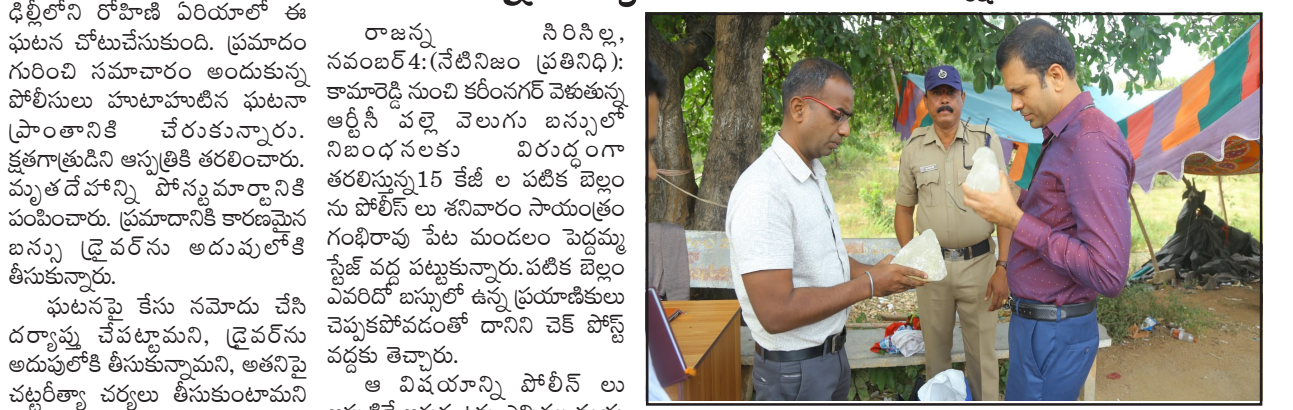 ఢిల్లీలోని రోహిణి ఏరియాలో ఈ
ఘటన చోటుచేసుకుంది. ప్రమాదం
గురించి సమాచారం అందుకున్న
పోలీసులు హుటాహుటిన ఘటనా
ప్రాంతానికి చేరుకున్నారు.
క్షతగాత్రుడిని ఆస్పత్రికి తరలించారు.
మృతదేహాన్ని పోస్టుమార్టానికి
పంపించారు. ప్రమాదానికి కారణమైన
బస్సు డ్రైవర్‌ను అదుపులోకి
తీసుకున్నారు.
ఘటనపై కేసు నమోదు చేసి
దర్యాప్తు చేపట్టామని, డ్రైవర్‌ను
అదుపులోకి తీసుకున్నామని, అతనిపై
చట్టరీత్యా చర్యలు తీసుకుంటామని
రాజన్న సిరిసిల్ల,
నవంబర్4:(నేటినిజం ప్రతినిధి):
కామారెడ్డి నుంచి కరీంనగర్ వెళుతున్న
ఆర్టీసీ వల్లె వెలుగు బస్సులో
నిబంధనలకు విరుద్ధంగా
తరలిస్తున్న15 కేజీ ల పటిక బెల్లం
ను పోలీస్ లు శనివారం సాయంత్రం
గంభిరావు పేట మండలం పెద్దమ్మ
స్టేజ్ వద్ద పట్టుకున్నారు.పటిక బెల్లం
ఎవరిదో బస్సులో ఉన్న ప్రయాణికులు
చెప్పకపోవడంతో దానిని చెక్ పోస్ట్
వద్దకు తెచ్చారు.
ఆ విషయాన్ని పోలీస్ లు